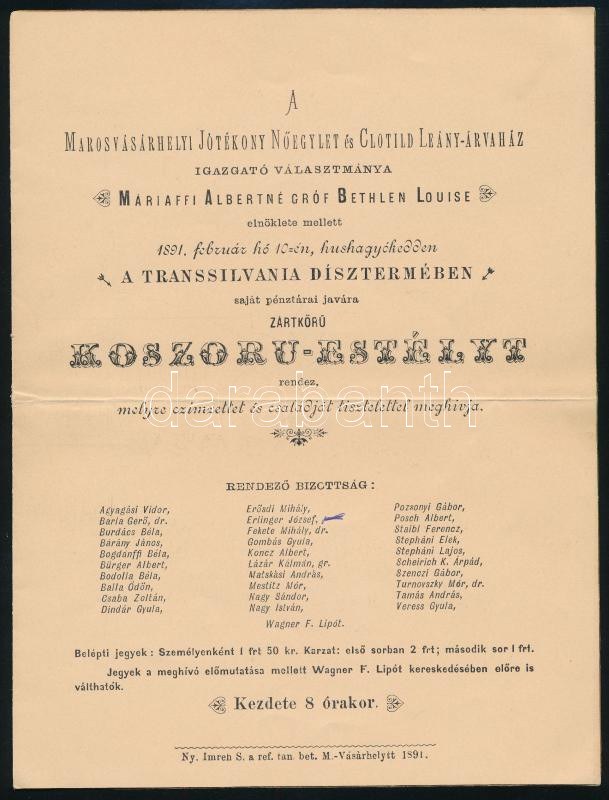 A
MAROSVÁSÁRHELYI JÓTÉKONY NŐEGYLET és CLOTILD LEÁNY-ÁRVAHÁZ
IGAZGATÓ VÁLASZTMÁNYA
MÁRIAFFI ALBERTNÉ GRÓF BETHLEN LOUISE
elnöklete mellett
1891. február hó 10-én, hushagyókedden
A TRANSSILVANIA DÍSZTERMÉBEN
saját pénztárai javára
ZÁRTKÖRŰ
KOSZORU-ESTÉLYT
rendez,
melyre czimzettet és családját tisztelettel meghivja.
darabanth
RENDEZŐ BIZOTTSÁG:
Agyagási Vidor, Erősdi Mihály, Pozsonyi Gábor,
Barla Gerő, dr. Erlinger József, Posch Albert,
Burdács Béla, Fekete Mihály, dr. Staibl Ferencz,
Bárány János, Gombás Gyula, Stepháni Elek,
Bogdánffi Béla, Koncz Albert, Stepháni Lajos,
Bürger Albert, Lázár Kálmán, gr. Scheirich K. Árpád,
Bodolla Béla, Matskási András, Szenczi Gábor,
Balla Ödön, Mestitz Mór, Turnovszky Mór, dr.
Csaba Zoltán, Nagy Sándor, Tamás András,
Dindár Gyula, Nagy István, Veress Gyula,
Wagner F. Lipót.
Belépti jegyek: Személyenként 1 frt 50 kr. Karzat: első sorban 2 frt; második sor 1 frt.
Jegyek a meghívó előmutatása mellett Wagner F. Lipót kereskedésében előre is
válthatók.
Kezdete 8 órakor.
Ny. Imreh S. a ref. tan. bet. M.-Vásárhelytt 1891.